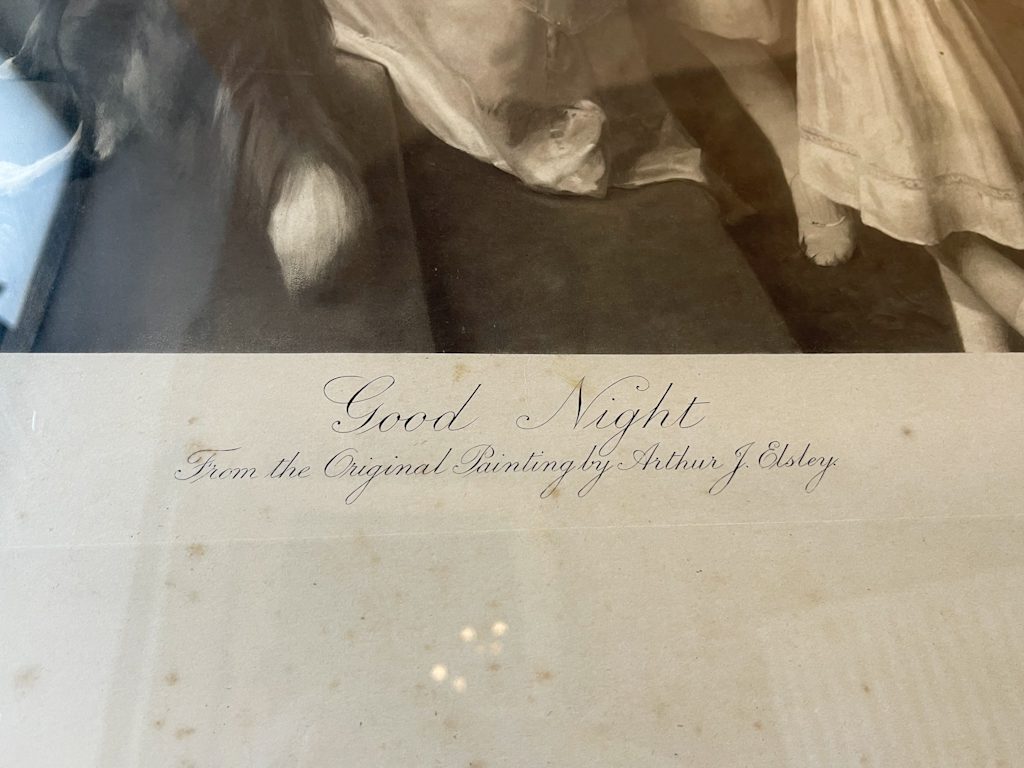 Good Night
From the Original Painting by Arthur J. Elsley.